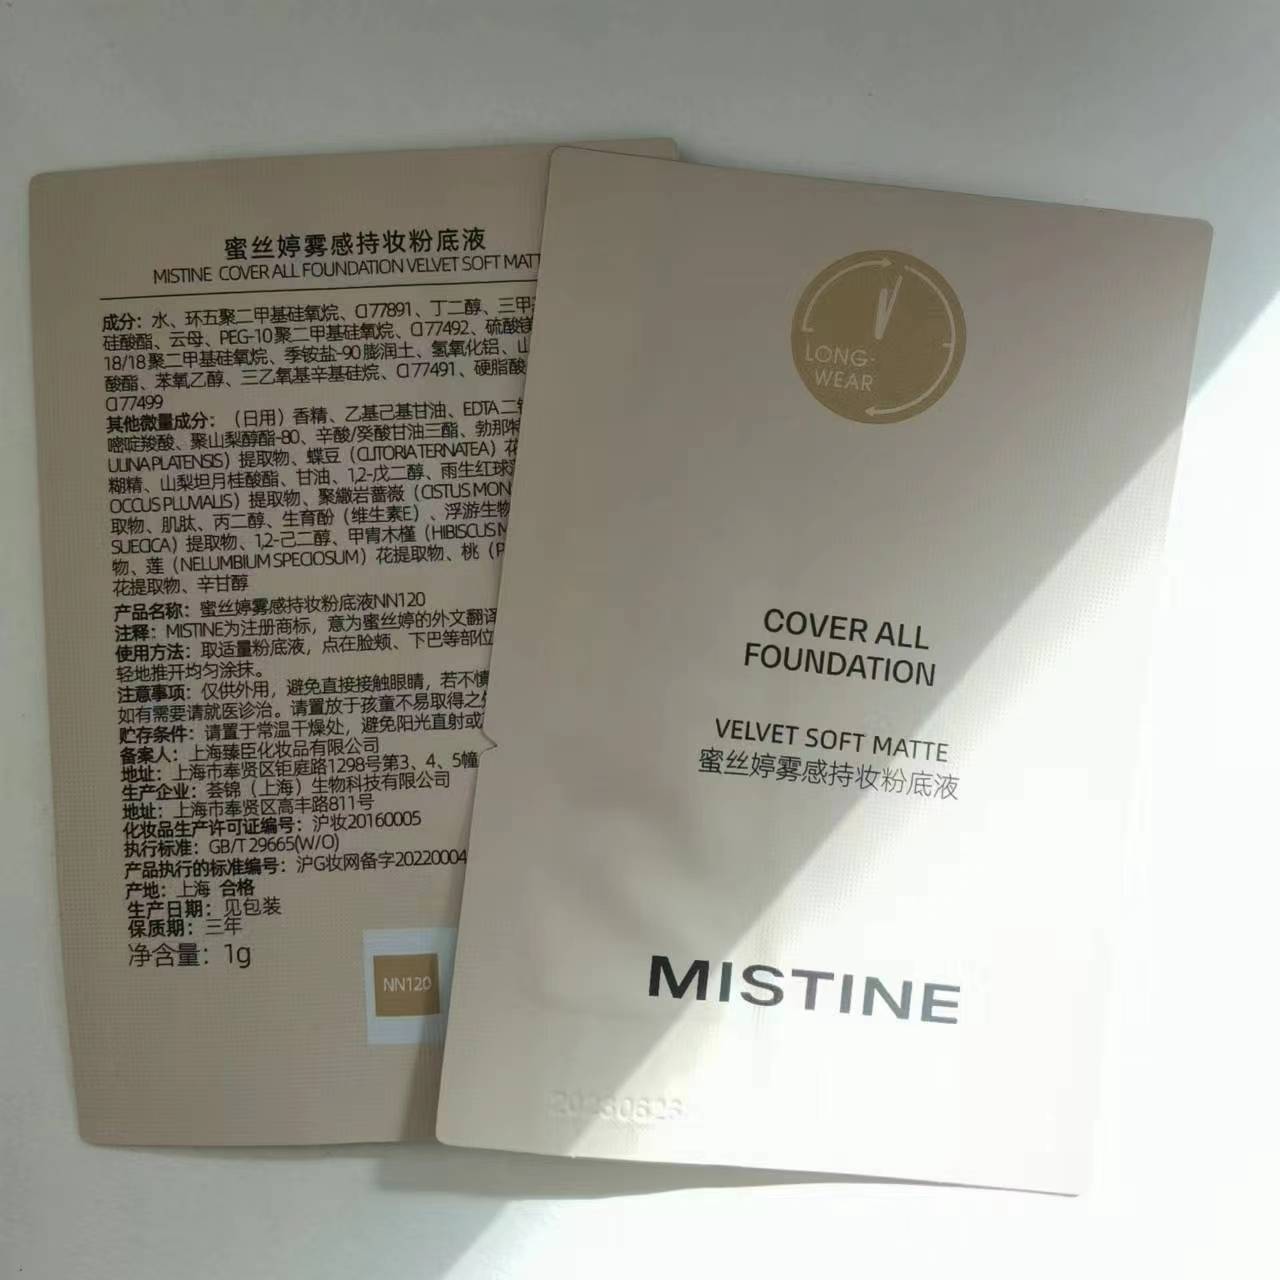 蜜丝婷雾感持妆粉底液
MISTINE COVER ALL FOUNDATION VELVET SOFT MATT
成分：水、环五聚二甲基硅氧烷、CI 77891、丁二醇、三甲
硅酸酯、云母、PEG-10 聚二甲基硅氧烷、CI 77492、硫酸镁
18/18 聚二甲基硅氧烷、季铵盐-90 膨润土、氢氧化铝、山
酸酯、苯氧乙醇、三乙氧基辛基硅烷、CI 77491、硬脂酸
CI 77499
其他微量成分：（日用）香精、乙基己基甘油、EDTA 二钠
嘧啶羧酸、聚山梨醇酯-80、辛酸/癸酸甘油三酯、勃那特
ULINA PLATENSIS）提取物、蝶豆（CLITORIA TERNATEA）花
糊精、山梨坦月桂酸酯、甘油、1,2-戊二醇、雨生红球藻
OCCUS PLUVIALIS）提取物、聚繖岩蔷薇（CISTUS MON
取物、肌肽、丙二醇、生育酚（维生素E）、浮游生物
SUECICA）提取物、1,2-己二醇、甲胄木槿（HIBISCUS M
物、莲（NELUMBIUM SPECIOSUM）花提取物、桃（P
花提取物、辛甘醇
产品名称：蜜丝婷雾感持妆粉底液NN120
注释：MISTINE为注册商标，意为蜜丝婷的外文翻译
使用方法：取适量粉底液，点在脸颊、下巴等部位
轻地推开均匀涂抹。
注意事项：仅供外用，避免直接接触眼睛，若不慎
如有需要请就医诊治。请置放于孩童不易取得之处
贮存条件：请置于常温干燥处，避免阳光直射或
备案人：上海臻臣化妆品有限公司
地址：上海市奉贤区钜庭路1298号第3、4、5幢
生产企业：荟锦（上海）生物科技有限公司
地址：上海市奉贤区高丰路811号
化妆品生产许可证编号：沪妆20160005
执行标准：GB/T 29665(W/O)
产品执行的标准编号：沪G妆网备字20220004
产地：上海 合格
生产日期：见包装
保质期：三年
净含量：1g
NN120
LONG-
WEAR
COVER ALL
FOUNDATION
VELVET SOFT MATTE
蜜丝婷雾感持妆粉底液
MISTINE
20230623